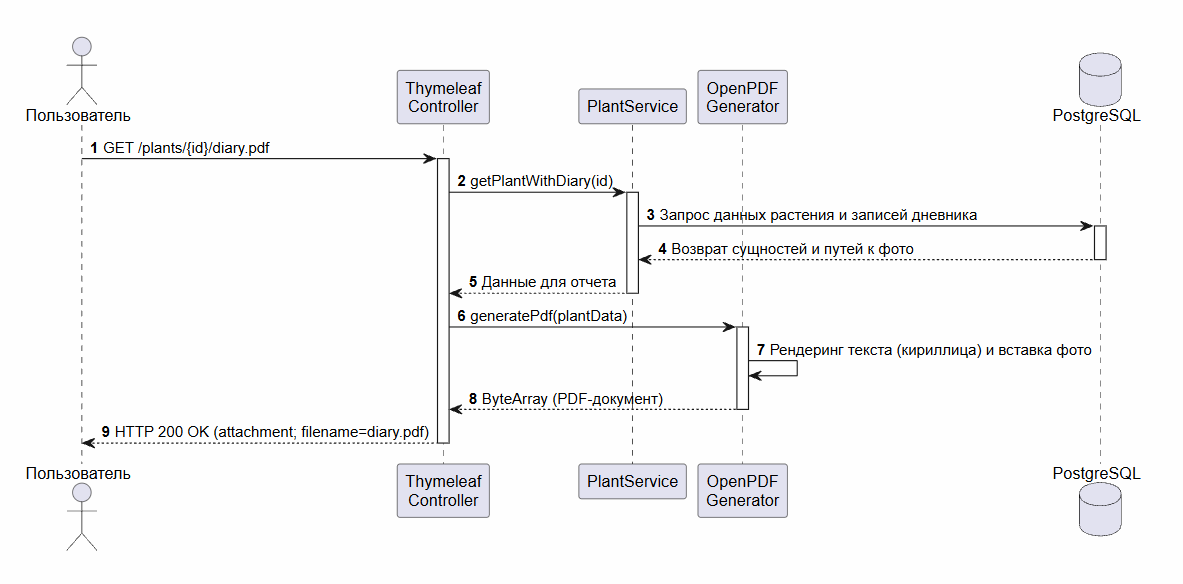 Пользователь
Thymeleaf
Controller
PlantService
OpenPDF
Generator
PostgreSQL
1 GET /plants/{id}/diary.pdf
2 getPlantWithDiary(id)
3 Запрос данных растения и записей дневника
4 Возврат сущностей и путей к фото
5 Данные для отчета
6 generatePdf(plantData)
7 Рендеринг текста (кириллица) и вставка фото
8 ByteArray (PDF-документ)
9 HTTP 200 OK (attachment; filename=diary.pdf)
Пользователь
Thymeleaf
Controller
PlantService
OpenPDF
Generator
PostgreSQL